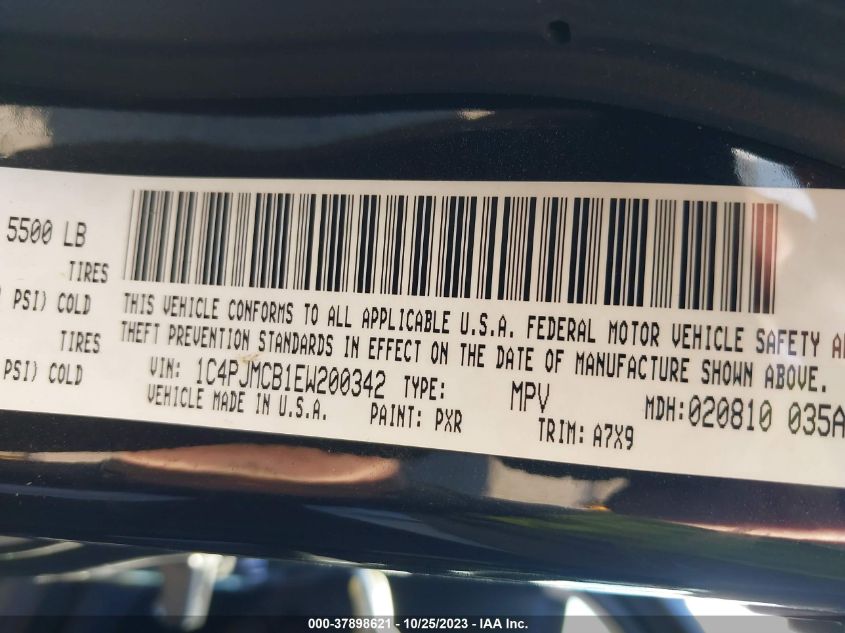 5500 LB
TIRES
PSI) COLD
TIRES
PSI) COLD
THIS VEHICLE CONFORMS TO ALL APPLICABLE U.S.A. FEDERAL MOTOR VEHICLE SAFETY
THEFT PREVENTION STANDARDS IN EFFECT ON THE DATE OF MANUFACTURE SHOWN ABOVE.
VIN: 1C4PJMCB1EW200342 TYPE: MPV MDH:020810 035A
VEHICLE MADE IN U.S.A. PAINT: PXR TRIM: A7X9
000-37898621 - 10/25/2023 - IAA Inc.